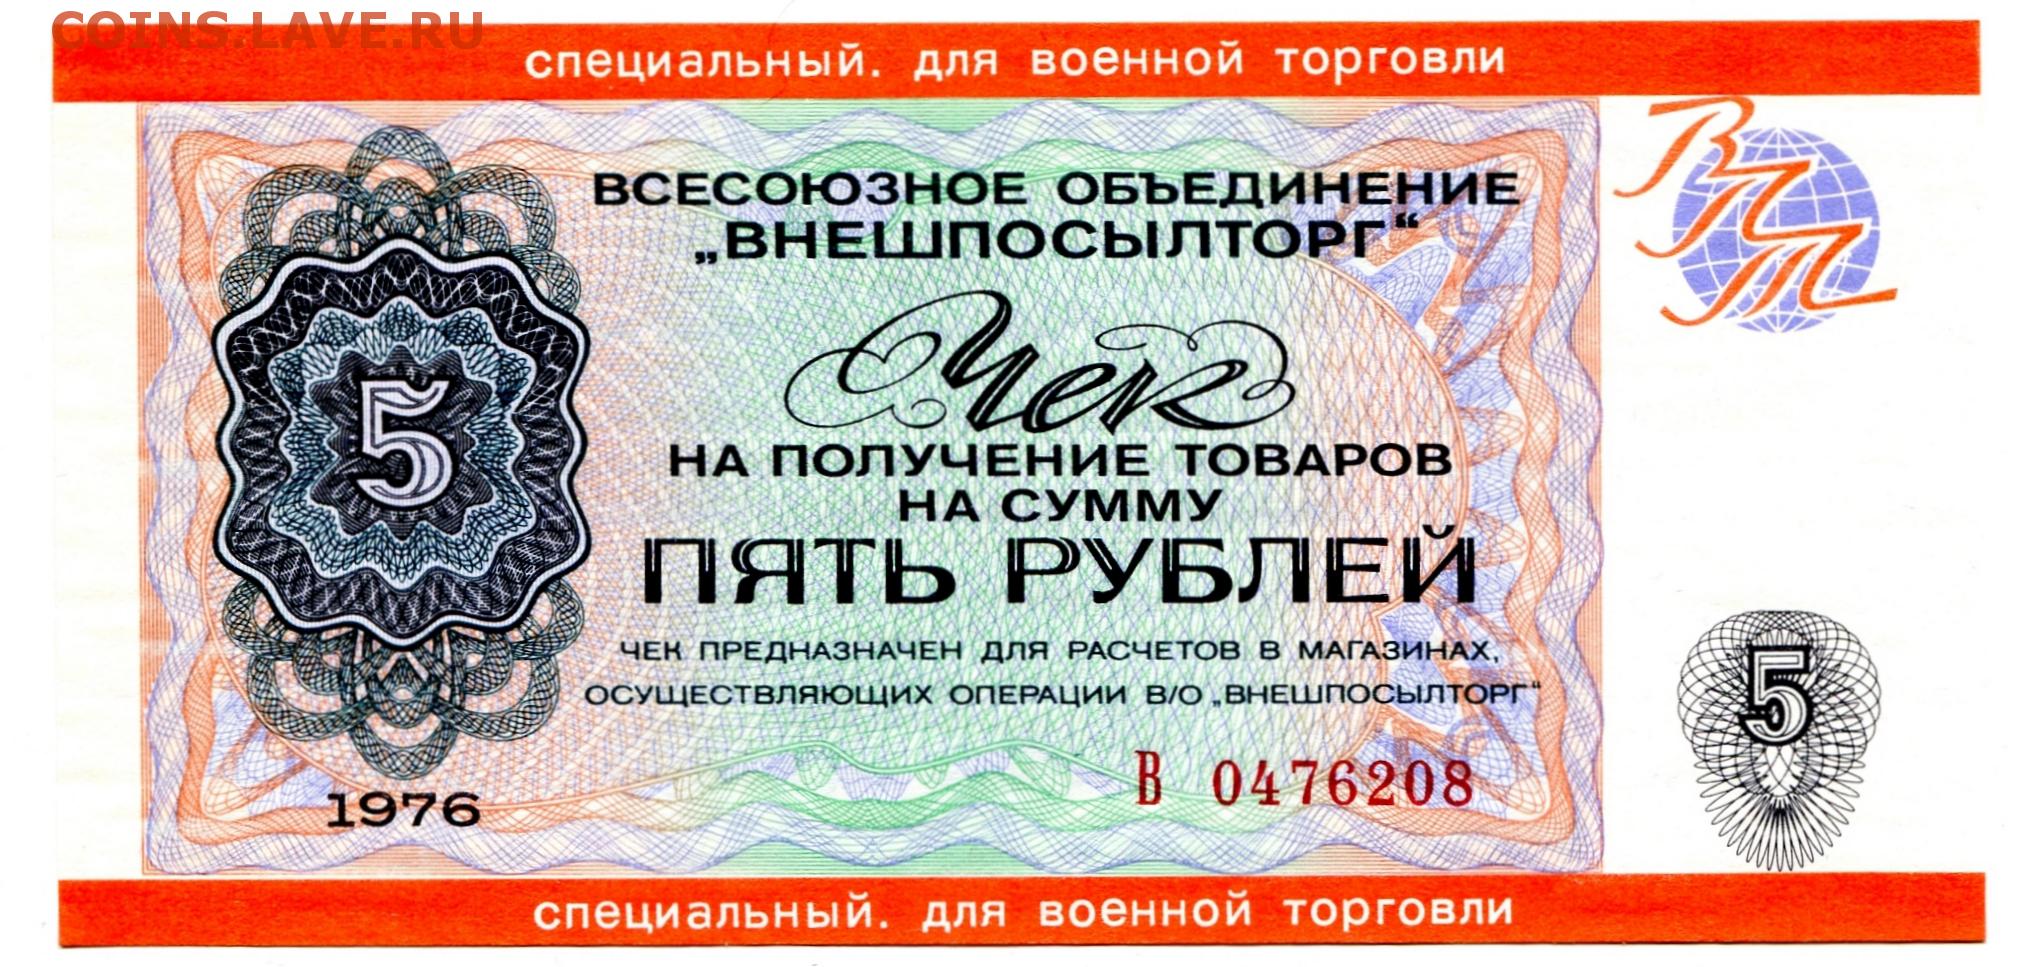 COINS.LAVE.RU
специальный. для военной торговли
ВПТ
ВСЕСОЮЗНОЕ ОБЪЕДИНЕНИЕ
„ВНЕШПОСЫЛТОРГ“
Чек
НА ПОЛУЧЕНИЕ ТОВАРОВ
НА СУММУ
5
ПЯТЬ РУБЛЕЙ
ЧЕК ПРЕДНАЗНАЧЕН ДЛЯ РАСЧЕТОВ В МАГАЗИНАХ,
ОСУЩЕСТВЛЯЮЩИХ ОПЕРАЦИИ В/О „ВНЕШПОСЫЛТОРГ“
5
В 0476208
1976
специальный. для военной торговли